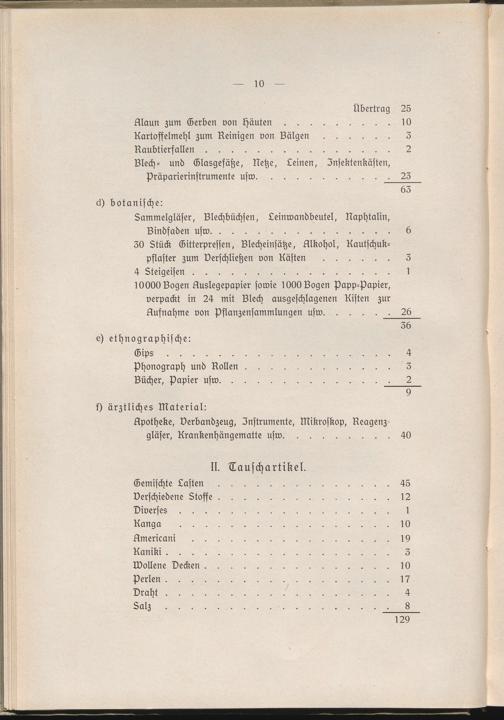 — 10 —
Übertrag 25
Alaun zum Gerben von Häuten . . . . . . . . . 10
Kartoffelmehl zum Reinigen von Bälgen . . . . . . 3
Raubtierfallen . . . . . . . . . . . . . . . 2
Blech- und Glasgefäße, Netze, Leinen, Insektenkästen,
Präparierinstrumente usw. . . . . . . . . . . 23
63
d) botanische:
Sammelgläser, Blechbüchsen, Leinwandbeutel, Naphtalin,
Bindfaden usw. . . . . . . . . . . . . . . 6
30 Stück Gitterpressen, Blecheinsätze, Alkohol, Kautschuk-
pflaster zum Verschließen von Kästen . . . . . . 3
4 Steigeisen . . . . . . . . . . . . . . . . 1
10000 Bogen Auslegepapier sowie 1000 Bogen Papp-Papier,
verpackt in 24 mit Blech ausgeschlagenen Kisten zur
Aufnahme von Pflanzensammlungen usw. . . . . . 26
36
e) ethnographische:
Gips . . . . . . . . . . . . . . . . . . 4
Phonograph und Rollen . . . . . . . . . . . . 3
Bücher, Papier usw. . . . . . . . . . . . . . 2
9
f) ärztliches Material:
Apotheke, Verbandzeug, Instrumente, Mikroskop, Reagenz-
gläser, Krankenhängematte usw. . . . . . . . . 40
II. Tauschartikel.
Gemischte Lasten . . . . . . . . . . . . . . 45
Verschiedene Stoffe . . . . . . . . . . . . . . 12
Diverses . . . . . . . . . . . . . . . . . 1
Kanga . . . . . . . . . . . . . . . . . 10
Americani . . . . . . . . . . . . . . . . 19
Kaniki . . . . . . . . . . . . . . . . . . 3
Wollene Decken . . . . . . . . . . . . . . . 10
Perlen . . . . . . . . . . . . . . . . . . 17
Draht . . . . . . . . . . . . . . . . . . 4
Salz . . . . . . . . . . . . . . . . . . 8
129